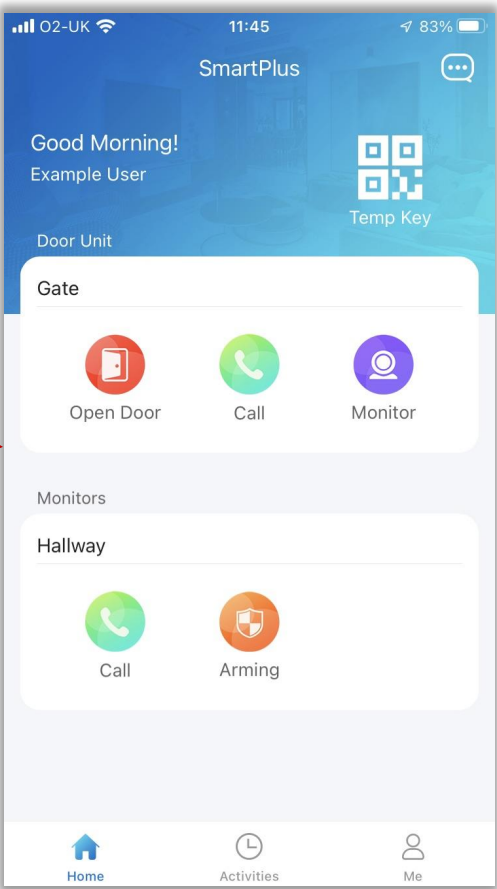 O2-UK 11:45 83%
SmartPlus
Good Morning!
Example User
Temp Key
Door Unit
Gate
Open Door Call Monitor
Monitors
Hallway
Call Arming
Home Activities Me